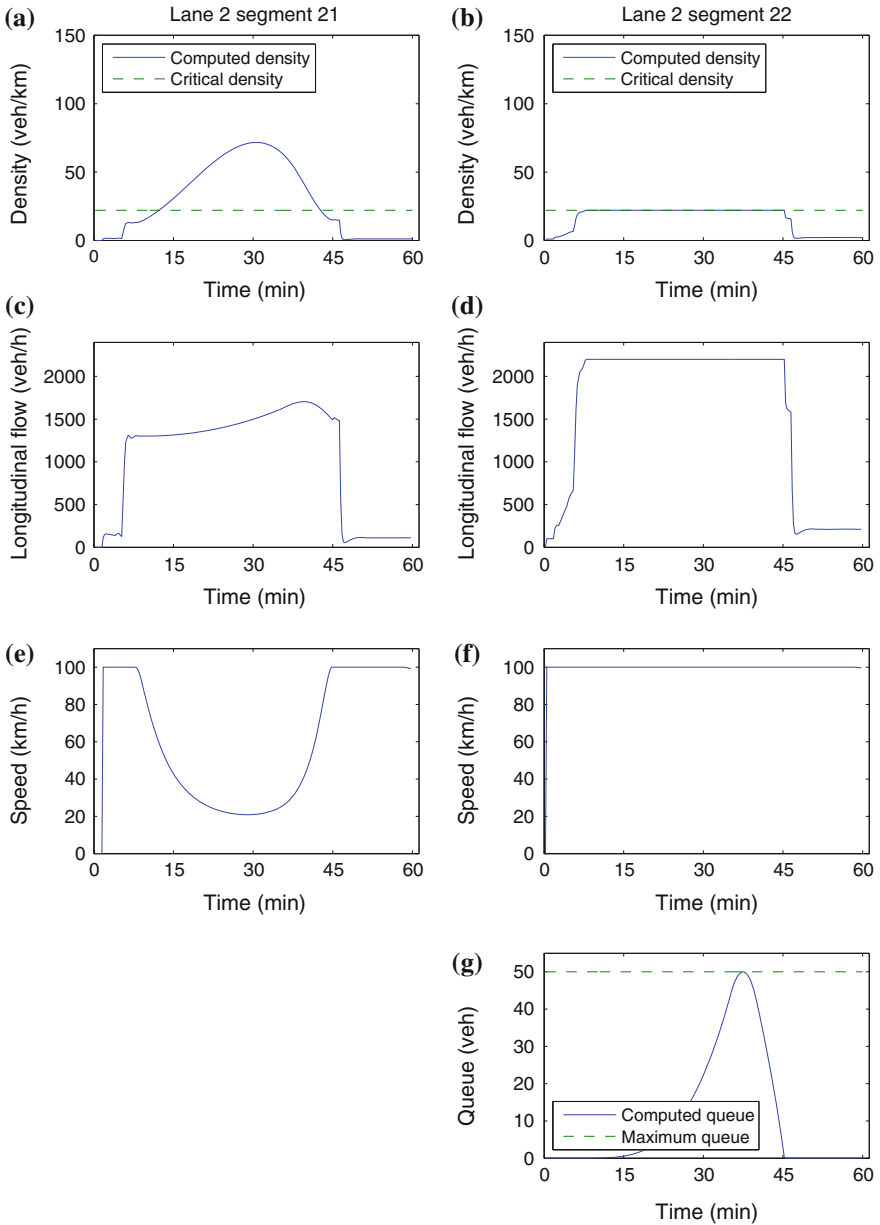 (a)
Lane 2 segment 21
Density (veh/km)
150
100
50
0
Computed density
Critical density
0 15 30 45 60
Time (min)
(b)
Lane 2 segment 22
Density (veh/km)
150
100
50
0
Computed density
Critical density
0 15 30 45 60
Time (min)
(c)
Longitudinal flow (veh/h)
2000
1500
1000
500
0
0 15 30 45 60
Time (min)
(d)
Longitudinal flow (veh/h)
2000
1500
1000
500
0
0 15 30 45 60
Time (min)
(e)
Speed (km/h)
100
80
60
40
20
0
0 15 30 45 60
Time (min)
(f)
Speed (km/h)
100
80
60
40
20
0
0 15 30 45 60
Time (min)
(g)
Queue (veh)
50
40
30
20
10
0
Computed queue
Maximum queue
0 15 30 45 60
Time (min)